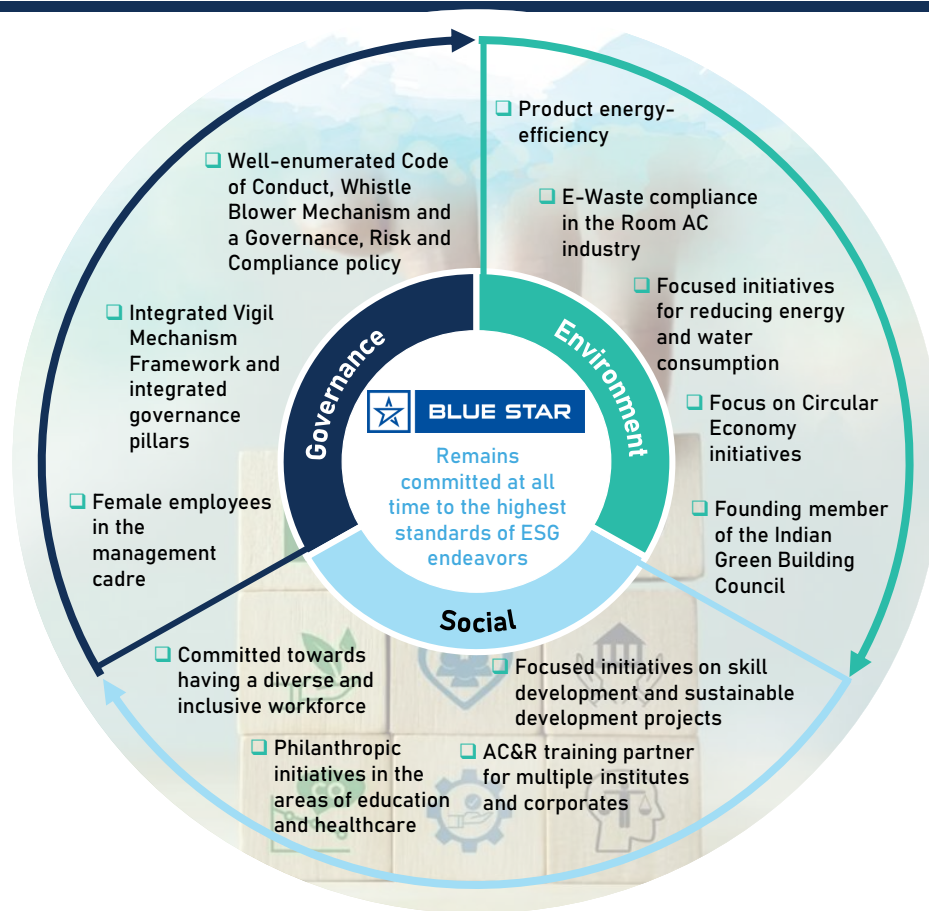 ❑ Product energy-
efficiency
❑ E-Waste compliance
in the Room AC
industry
❑ Focused initiatives
for reducing energy
and water
consumption
❑ Focus on Circular
Economy
initiatives
❑ Founding member
of the Indian
Green Building
Council
Environment
❑ Well-enumerated Code
of Conduct, Whistle
Blower Mechanism and
a Governance, Risk and
Compliance policy
❑ Integrated Vigil
Mechanism
Framework and
integrated
governance
pillars
❑ Female employees
in the
management
cadre
Governance
BLUE STAR
Remains
committed at all
time to the highest
standards of ESG
endeavors
Social
❑ Committed towards
having a diverse and
inclusive workforce
❑ Philanthropic
initiatives in the
areas of education
and healthcare
❑ Focused initiatives on skill
development and sustainable
development projects
❑ AC&R training partner
for multiple institutes
and corporates